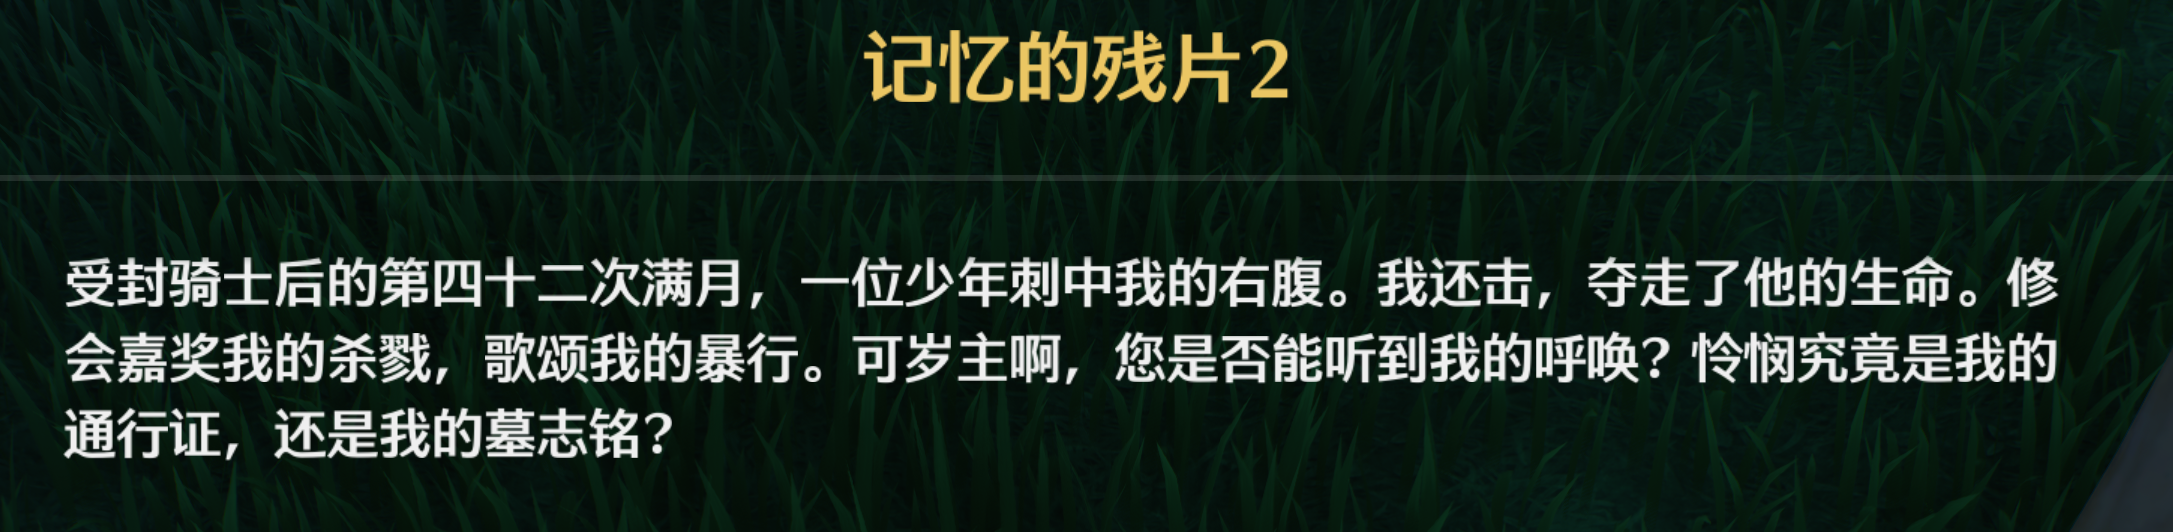 记忆的残片2
受封骑士后的第四十二次满月，一位少年刺中我的右腹。我还击，夺走了他的生命。修
会嘉奖我的杀戮，歌颂我的暴行。可岁主啊，您是否能听到我的呼唤？怜悯究竟是我的
通行证，还是我的墓志铭？